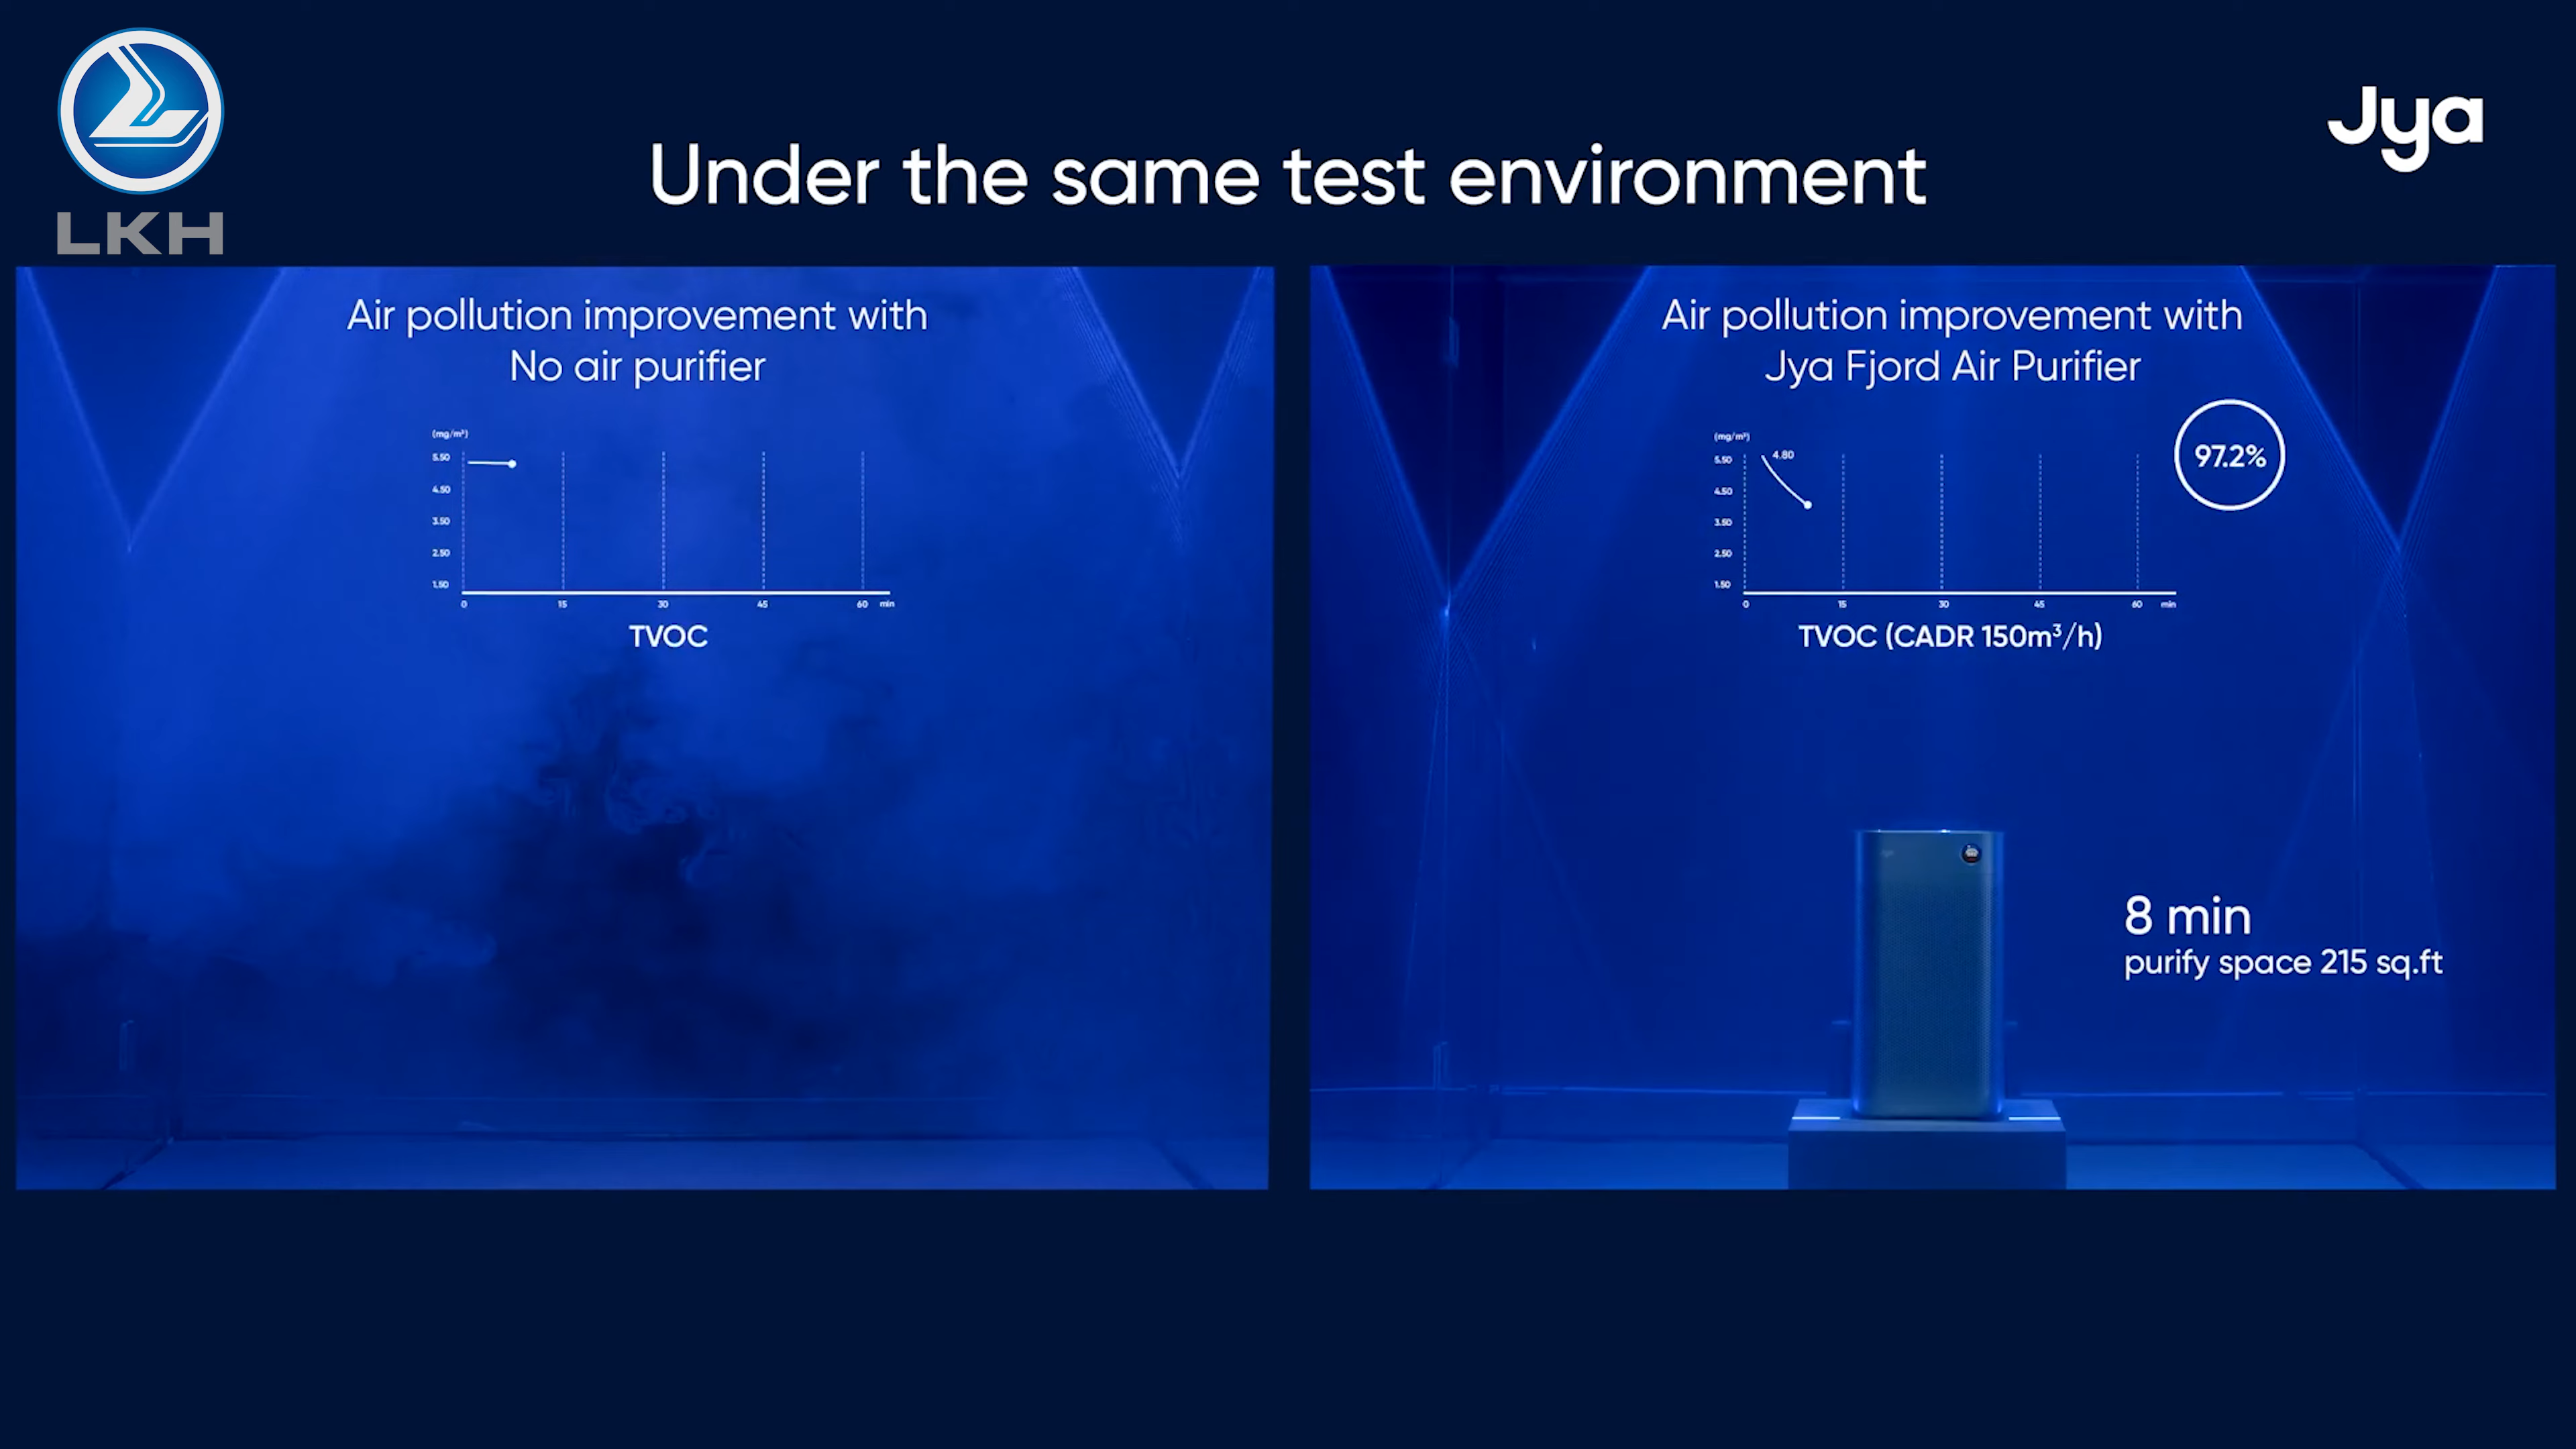 LKH
Jya
Under the same test environment
Air pollution improvement with
No air purifier
(mg/m³)
5.50
4.50
3.50
2.50
1.50
0 15 30 45 60 min
TVOC
Air pollution improvement with
Jya Fjord Air Purifier
97.2%
(mg/m³)
4.80
5.50
4.50
3.50
2.50
1.50
0 15 30 45 60 min
TVOC (CADR 150m³/h)
8 min
purify space 215 sq.ft